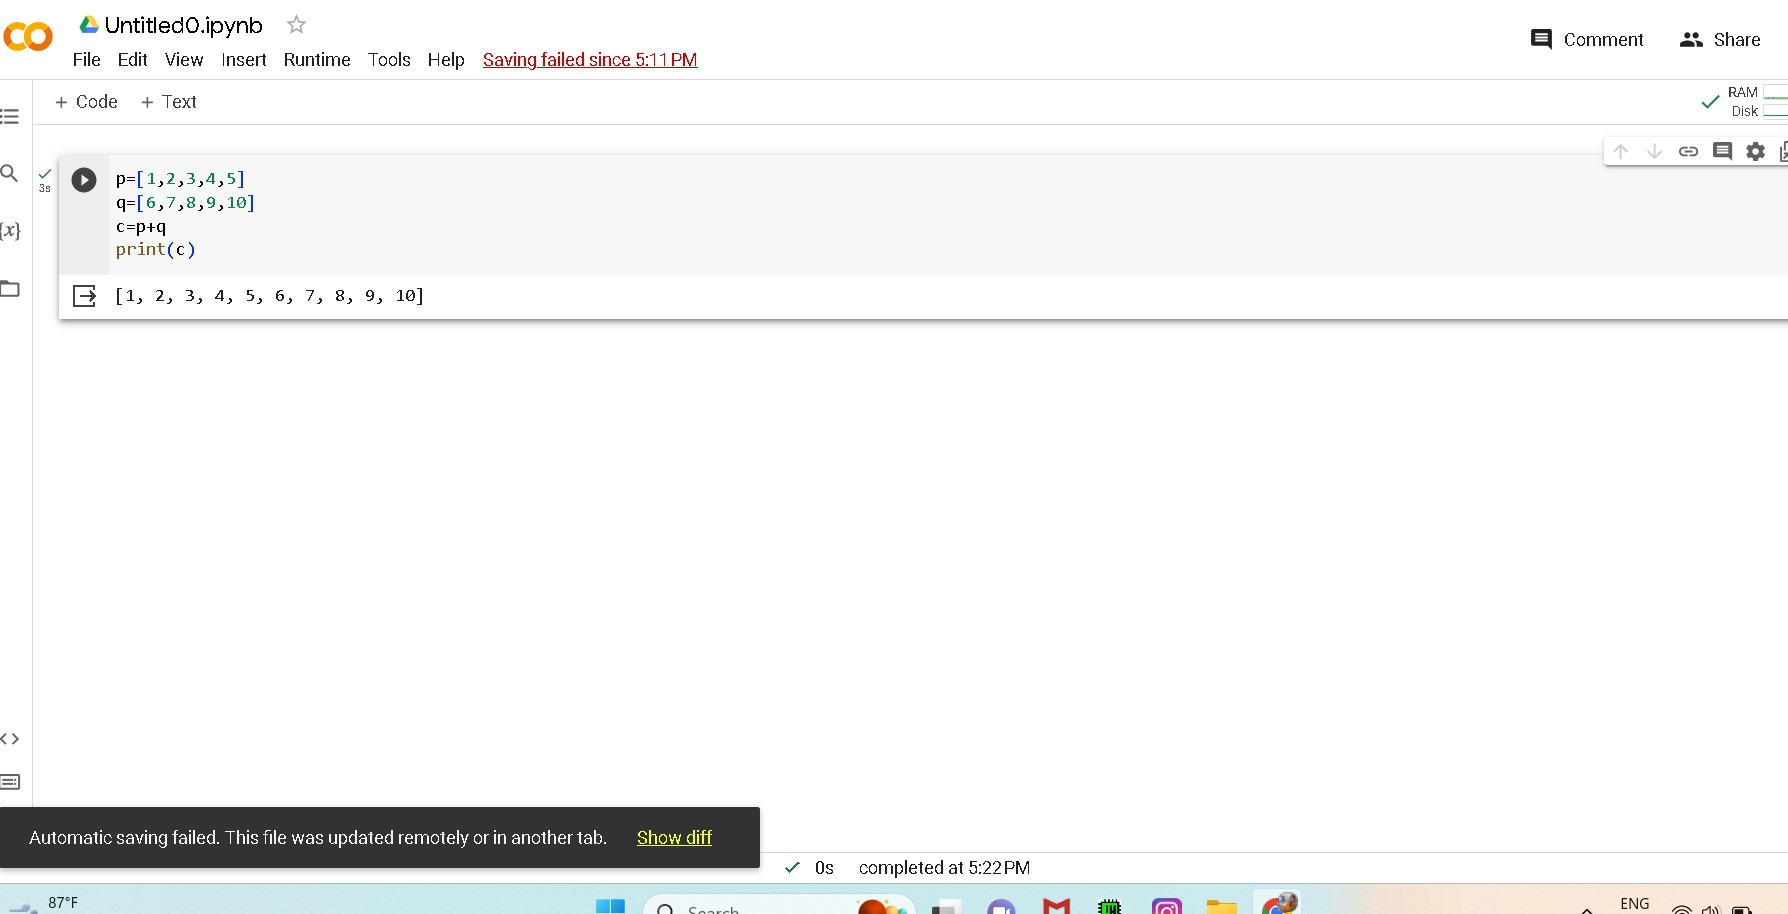 Untitled0.ipynb
File Edit View Insert Runtime Tools Help Saving failed since 5:11 PM
Comment Share
+ Code + Text
RAM
Disk
3s
p=[1,2,3,4,5]
q=[6,7,8,9,10]
c=p+q
print(c)
[1, 2, 3, 4, 5, 6, 7, 8, 9, 10]
{x}
Automatic saving failed. This file was updated remotely or in another tab. Show diff
0s completed at 5:22 PM
87°F
Search
ENG